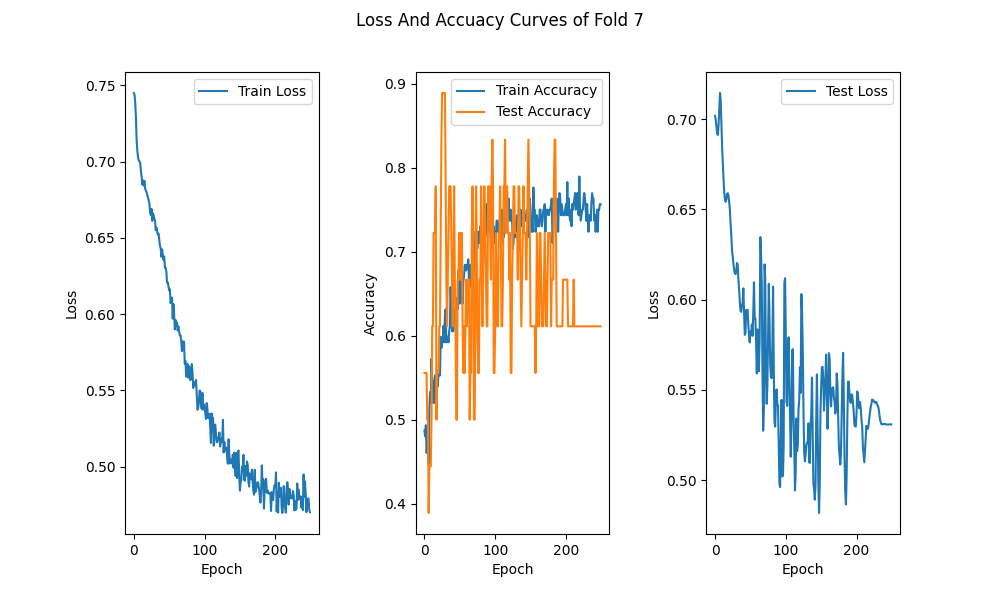 Loss And Accuacy Curves of Fold 7
Train Loss
0.75
0.70
0.65
0.60
0.55
0.50
Loss
0
100
200
Epoch
Train Accuracy
Test Accuracy
0.9
0.8
0.7
0.6
0.5
0.4
Accuracy
0
100
200
Epoch
Test Loss
0.70
0.65
0.60
0.55
0.50
Loss
0
100
200
Epoch